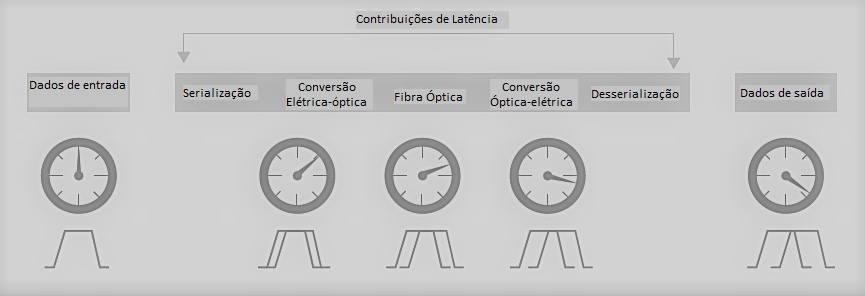 Contribuições de Latência
Dados de entrada
Serialização
Conversão
Elétrica-óptica
Fibra Óptica
Conversão
Óptica-elétrica
Desserialização
Dados de saída